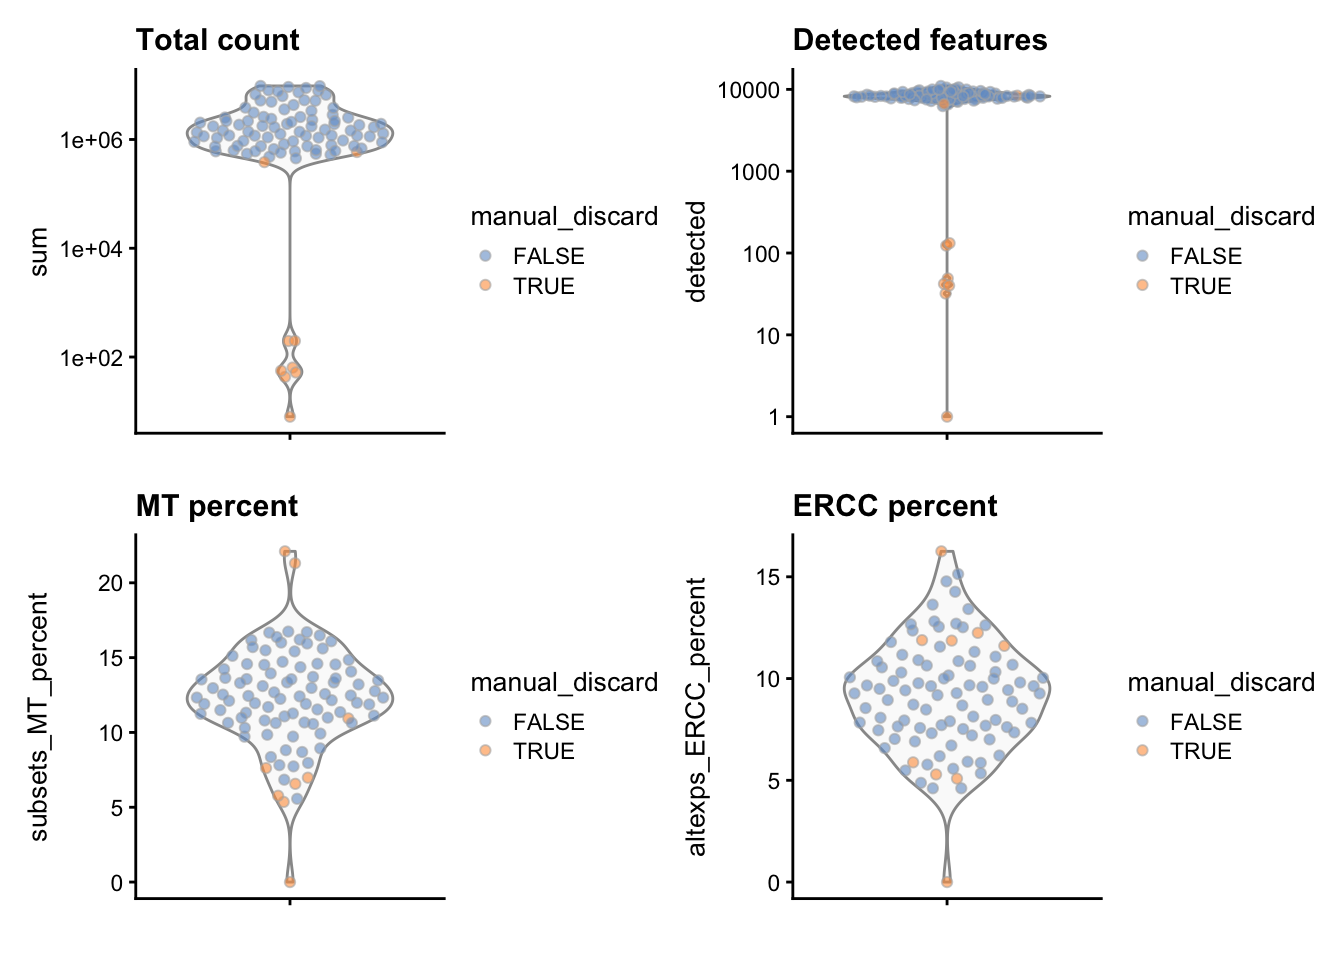 Total count
sum
1e+06
1e+04
1e+02
manual_discard
FALSE
TRUE
Detected features
detected
10000
1000
100
10
1
manual_discard
FALSE
TRUE
MT percent
subsets_MT_percent
20
15
10
5
0
manual_discard
FALSE
TRUE
ERCC percent
altexps_ERCC_percent
15
10
5
0
manual_discard
FALSE
TRUE